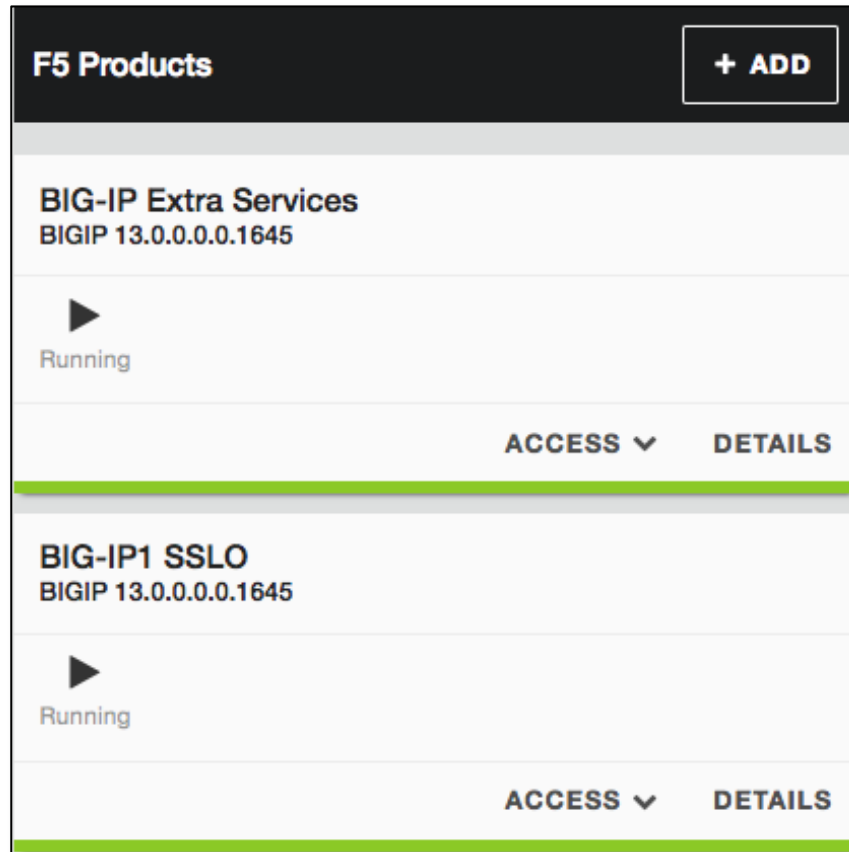 F5 Products
+ ADD
BIG-IP Extra Services
BIGIP 13.0.0.0.0.1645
Running
ACCESS DETAILS
BIG-IP1 SSLO
BIGIP 13.0.0.0.0.1645
Running
ACCESS DETAILS